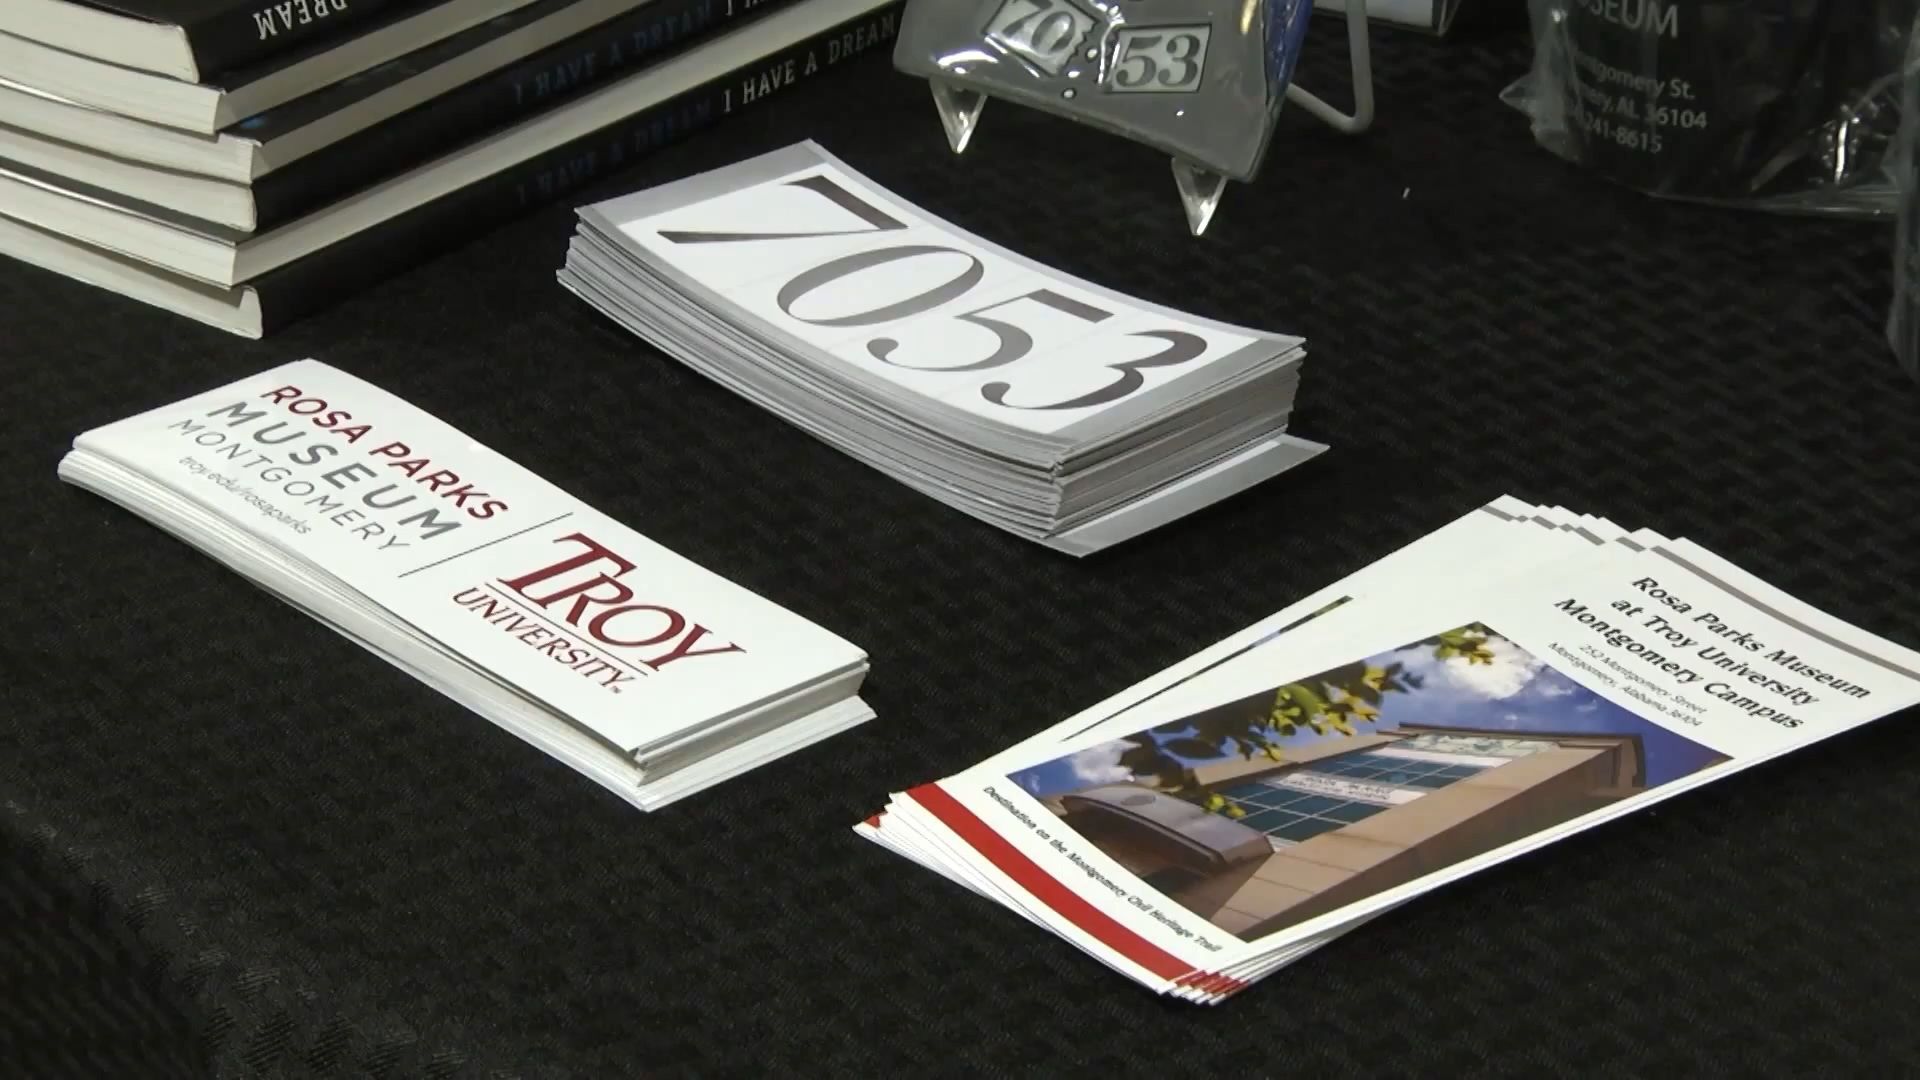 DREAM
I HAVE A DREAM
I HAVE A DREAM I HAVE A DREAM
70 53
MUSEUM
Montgomery St.
AL 36104
241-8615
7053
ROSA PARKS
MUSEUM
MONTGOMERY
troy.edu/rosaparks
TROY
UNIVERSITY™
Rosa Parks Museum
at Troy University
Montgomery Campus
252 Montgomery Street
Montgomery, Alabama 36104
Destination on the Montgomery Civil Heritage Trail